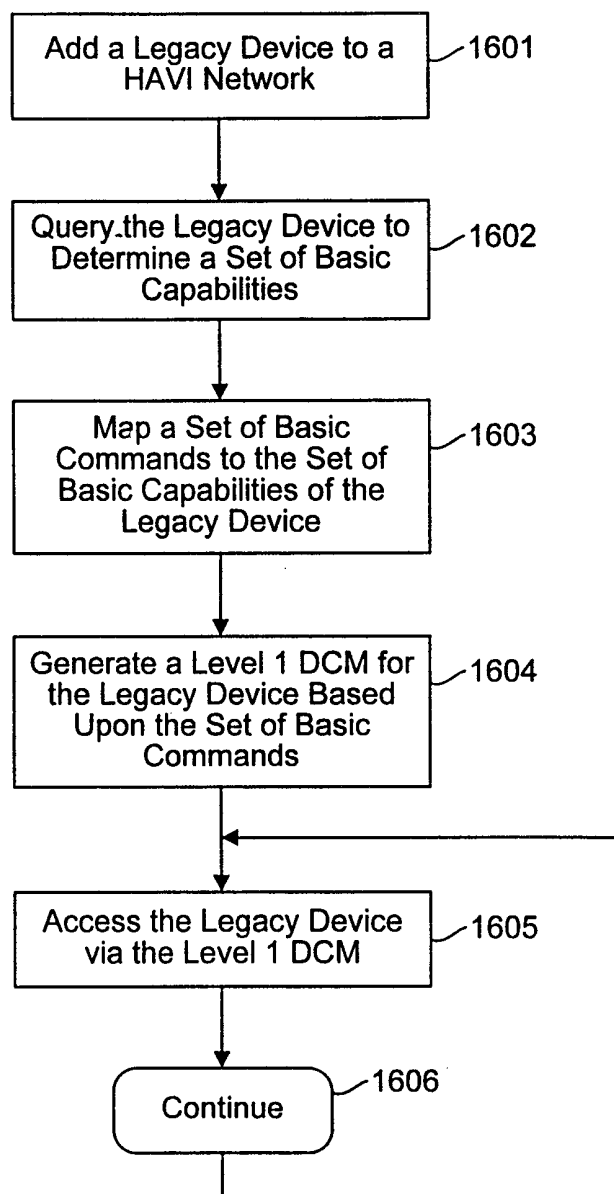 Add a Legacy Device to a
HAVI Network
1601
Query the Legacy Device to
Determine a Set of Basic
Capabilities
1602
Map a Set of Basic
Commands to the Set of
Basic Capabilities of the
Legacy Device
1603
Generate a Level 1 DCM for
the Legacy Device Based
Upon the Set of Basic
Commands
1604
Access the Legacy Device
via the Level 1 DCM
1605
Continue
1606